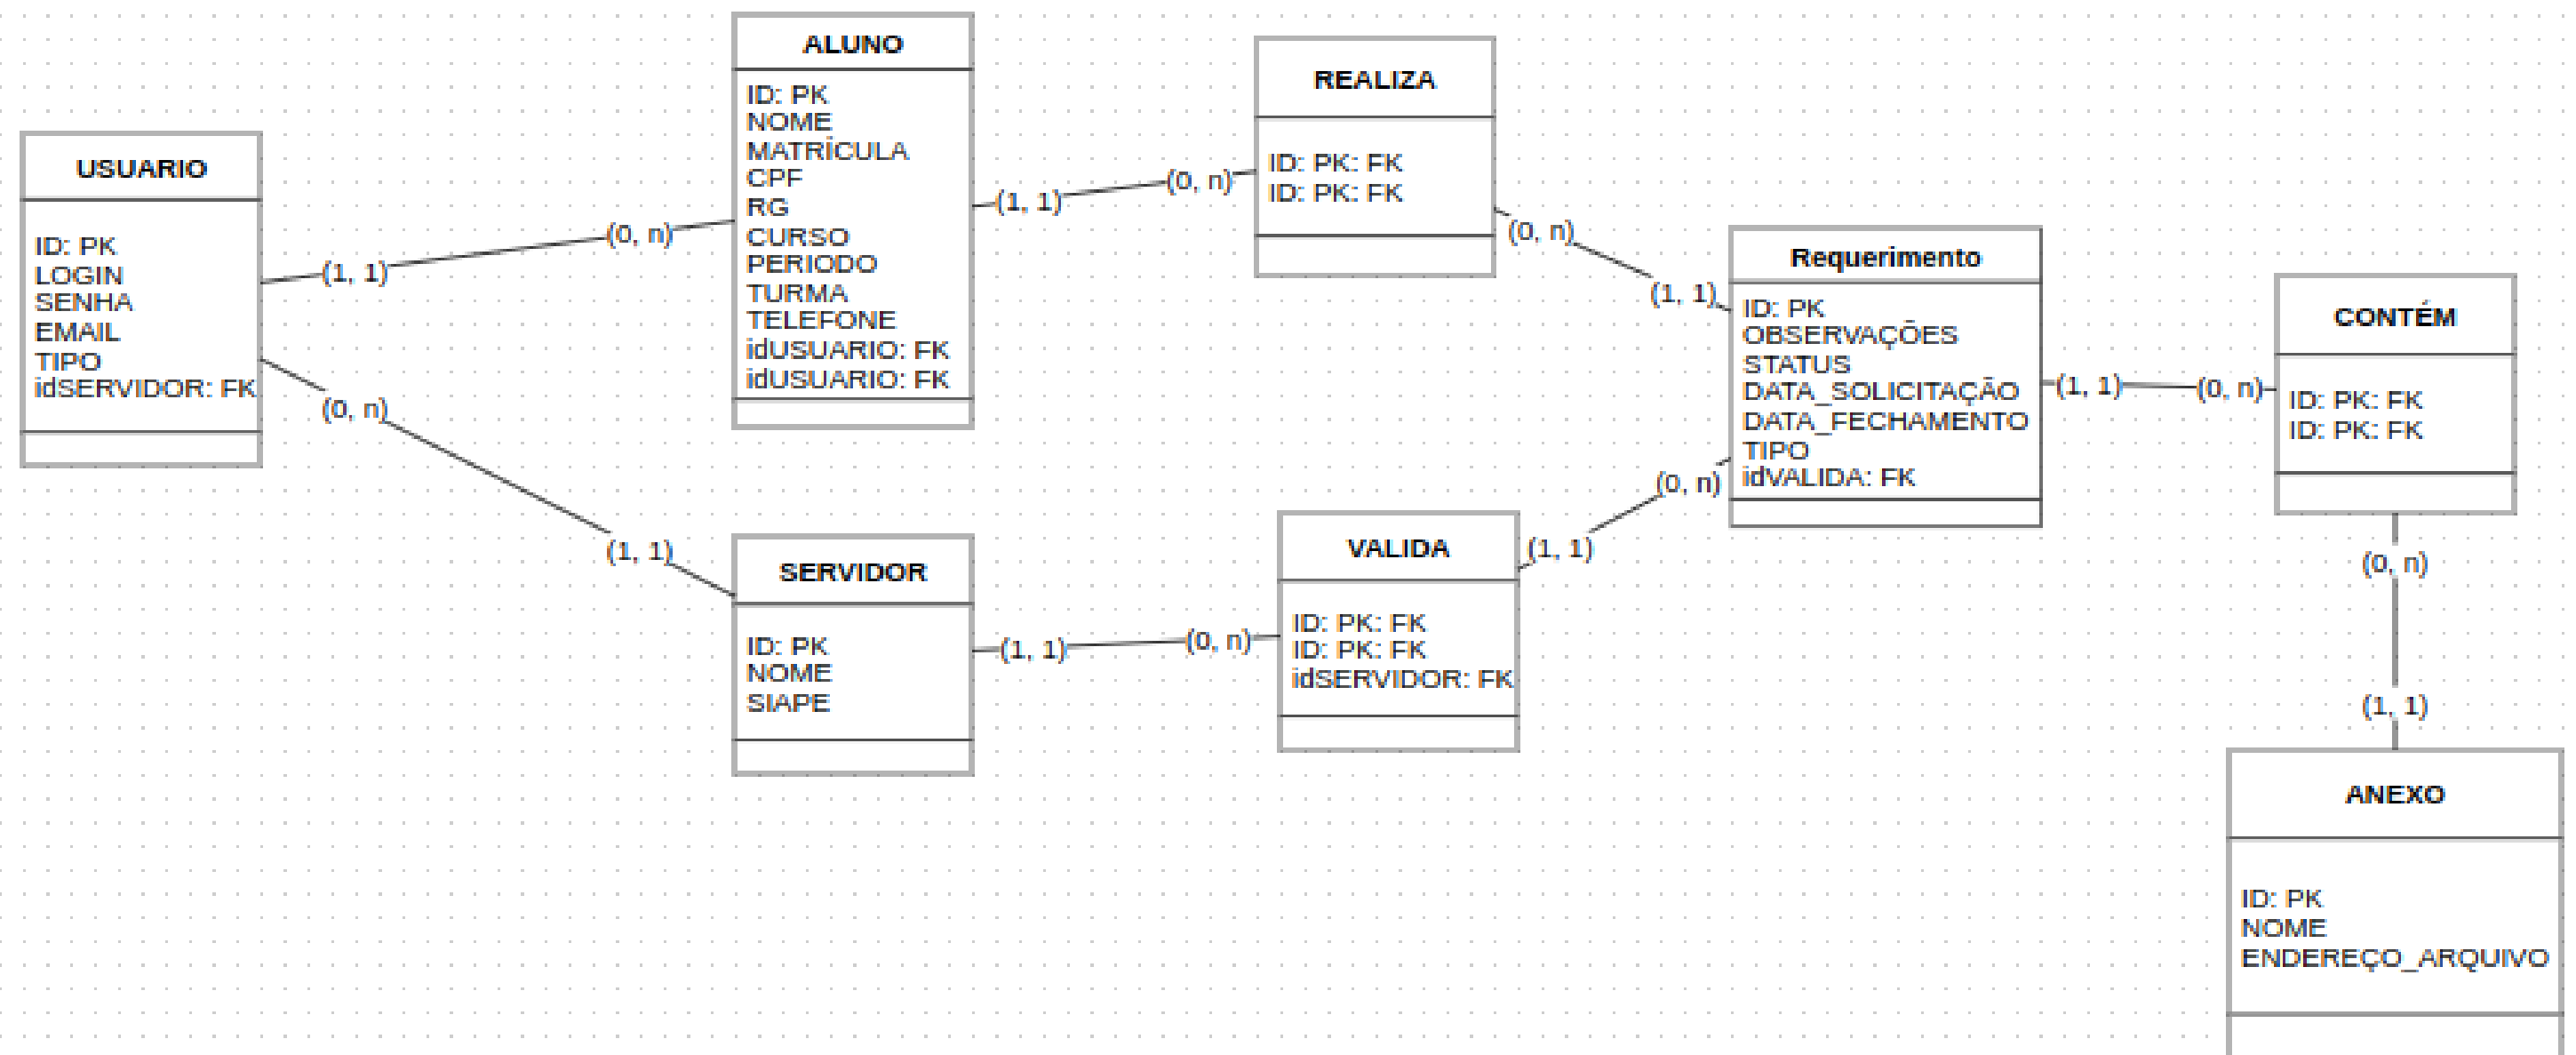 USUARIO
ID: PK
LOGIN
SENHA
EMAIL
TIPO
idSERVIDOR: FK
(1, 1)
(0, n)
(0, n)
(1, 1)
ALUNO
ID: PK
NOME
MATRÍCULA
CPF
RG
CURSO
PERIODO
TURMA
TELEFONE
idUSUARIO: FK
idUSUARIO: FK
(1, 1)
(0, n)
SERVIDOR
ID: PK
NOME
SIAPE
(1, 1)
(0, n)
REALIZA
ID: PK: FK
ID: PK: FK
(0, n)
(1, 1)
VALIDA
ID: PK: FK
ID: PK: FK
idSERVIDOR: FK
(1, 1)
(0, n)
Requerimento
ID: PK
OBSERVAÇÕES
STATUS
DATA_SOLICITAÇÃO
DATA_FECHAMENTO
TIPO
idVALIDA: FK
(1, 1)
(0, n)
CONTÉM
ID: PK: FK
ID: PK: FK
(0, n)
(1, 1)
ANEXO
ID: PK
NOME
ENDEREÇO_ARQUIVO